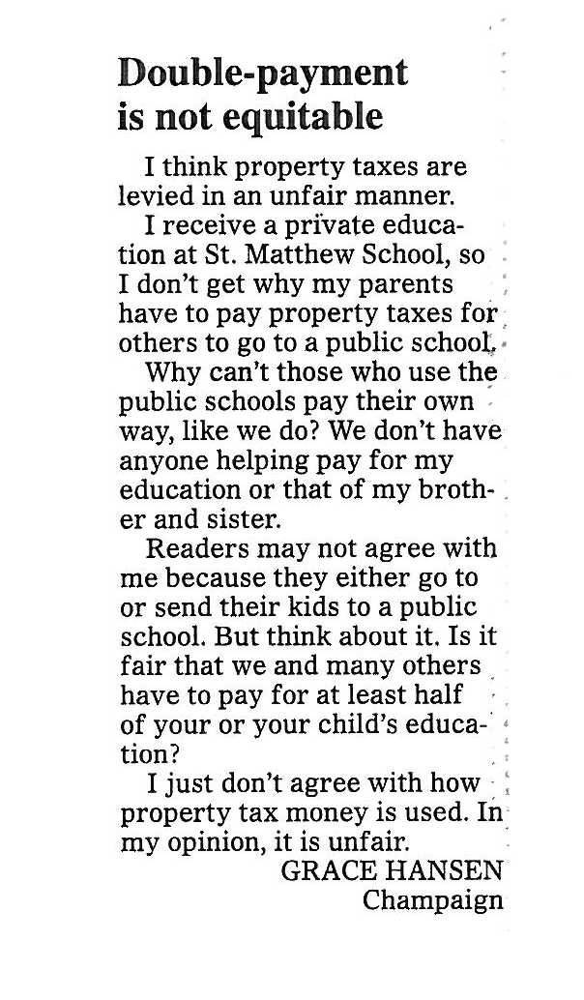 Double-payment
is not equitable
I think property taxes are
levied in an unfair manner.
I receive a private educa-
tion at St. Matthew School, so
I don't get why my parents
have to pay property taxes for
others to go to a public school.
Why can't those who use the
public schools pay their own
way, like we do? We don't have
anyone helping pay for my
education or that of my broth-
er and sister.
Readers may not agree with
me because they either go to
or send their kids to a public
school. But think about it. Is it
fair that we and many others
have to pay for at least half
of your or your child's educa-
tion?
I just don't agree with how
property tax money is used. In
my opinion, it is unfair.
GRACE HANSEN
Champaign